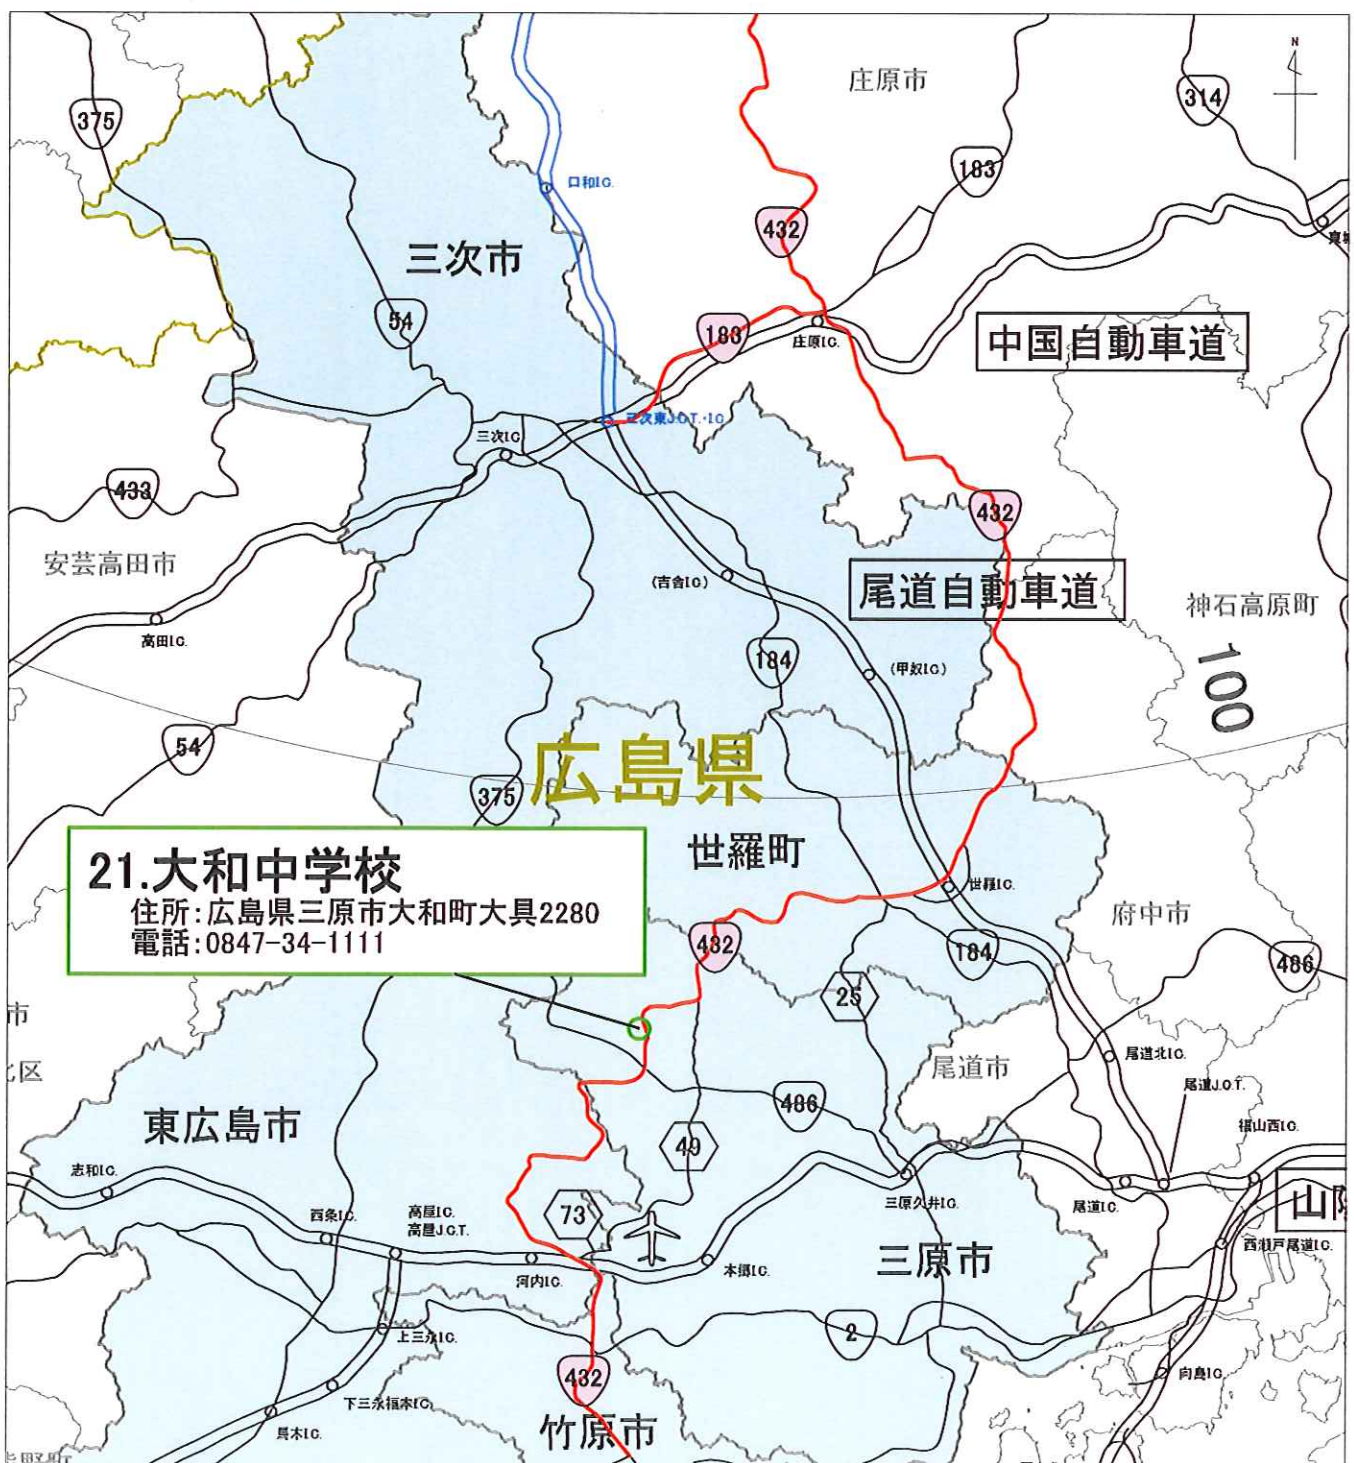 庄原市
N
375
314
183
口和IC.
432
三次市
54
183
庄原IC.
中国自動車道
三次東J.C.T.・IC
三次IC
433
432
安芸高田市
(吉舎IC)
尾道自動車道
神石高原町
高田IC.
184
(甲奴IC)
100
54
広島県
375
世羅町
21.大和中学校
住所:広島県三原市大和町大具2280
電話:0847-34-1111
世羅IC.
府中市
432
184
486
25
市
区
尾道市
尾道北IC.
尾道J.C.T.
486
東広島市
福山西IC.
49
志和IC.
三原久井IC.
尾道IC.
山陽
西条IC.
高屋IC.
高屋J.C.T.
73
西瀬戸尾道IC.
河内IC.
本郷IC.
三原市
上三永IC.
2
432
向島IC.
下三永福本IC.
馬木IC.
竹原市